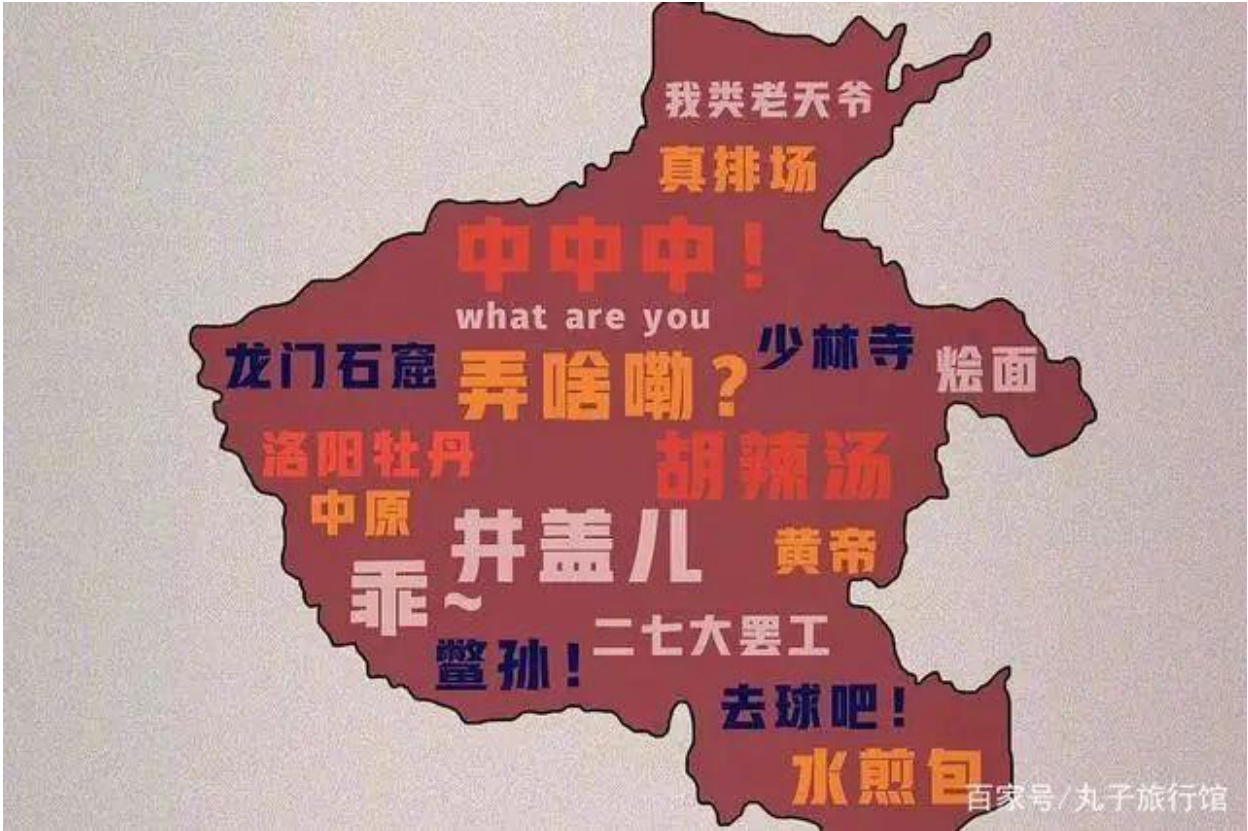 我类老天爷
真排场
中中中！
what are you
弄啥嘞？
少林寺
烩面
龙门石窟
洛阳牡丹
胡辣汤
中原
井盖儿
黄帝
乖~
二七大罢工
鳖孙！
去球吧！
水煎包
百家号/丸子旅行馆